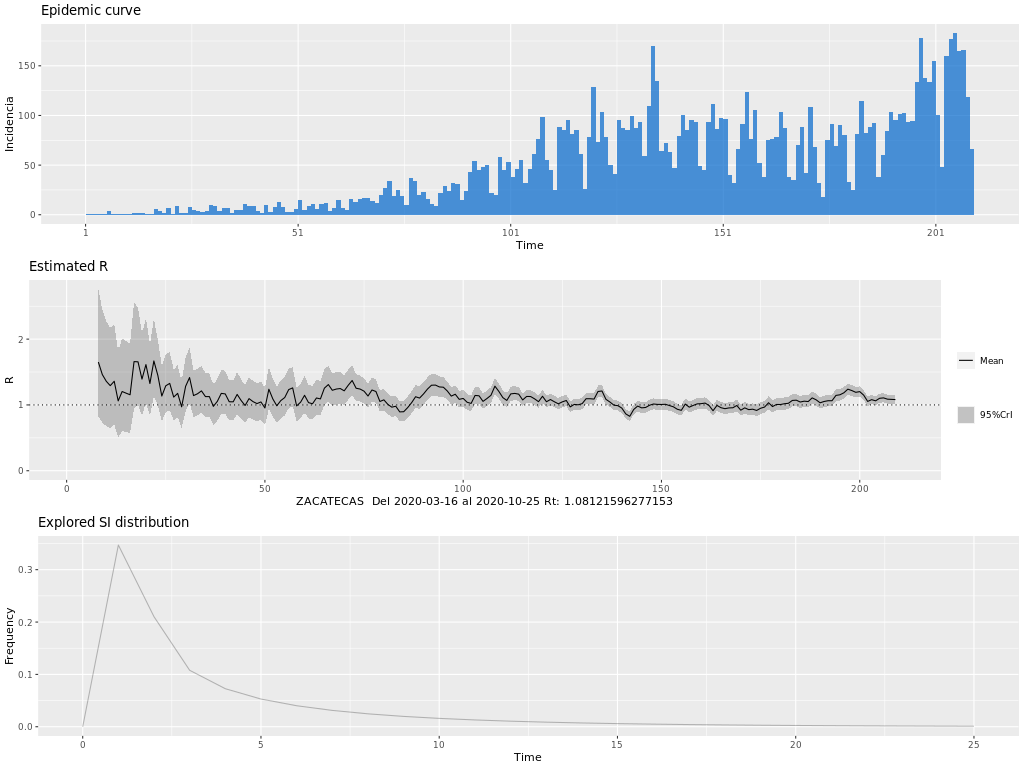 Epidemic curve
150
100
50
0
Incidencia
1 51 101 151 201
Time
Estimated R
2
1
0
R
Mean
95%CrI
0 50 100 150 200
ZACATECAS Del 2020-03-16 al 2020-10-25 Rt: 1.08121596277153
Explored SI distribution
0.3
0.2
0.1
0.0
Frequency
0 5 10 15 20 25
Time